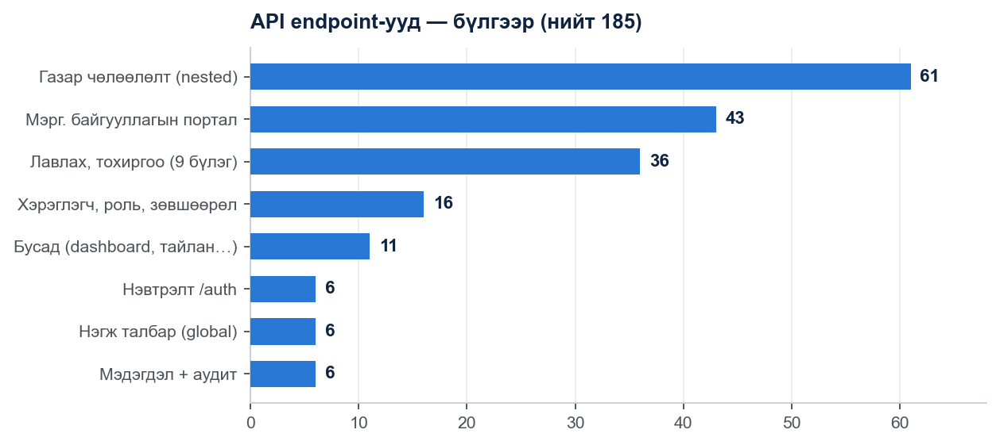 API endpoint-ууд — бүлгээр (нийт 185)
Газар чөлөөлөлт (nested) 61
Мэрг. байгууллагын портал 43
Лавлах, тохиргоо (9 бүлэг) 36
Хэрэглэгч, роль, зөвшөөрөл 16
Бусад (dashboard, тайлан…) 11
Нэвтрэлт /auth 6
Нэгж талбар (global) 6
Мэдэгдэл + аудит 6
0 10 20 30 40 50 60